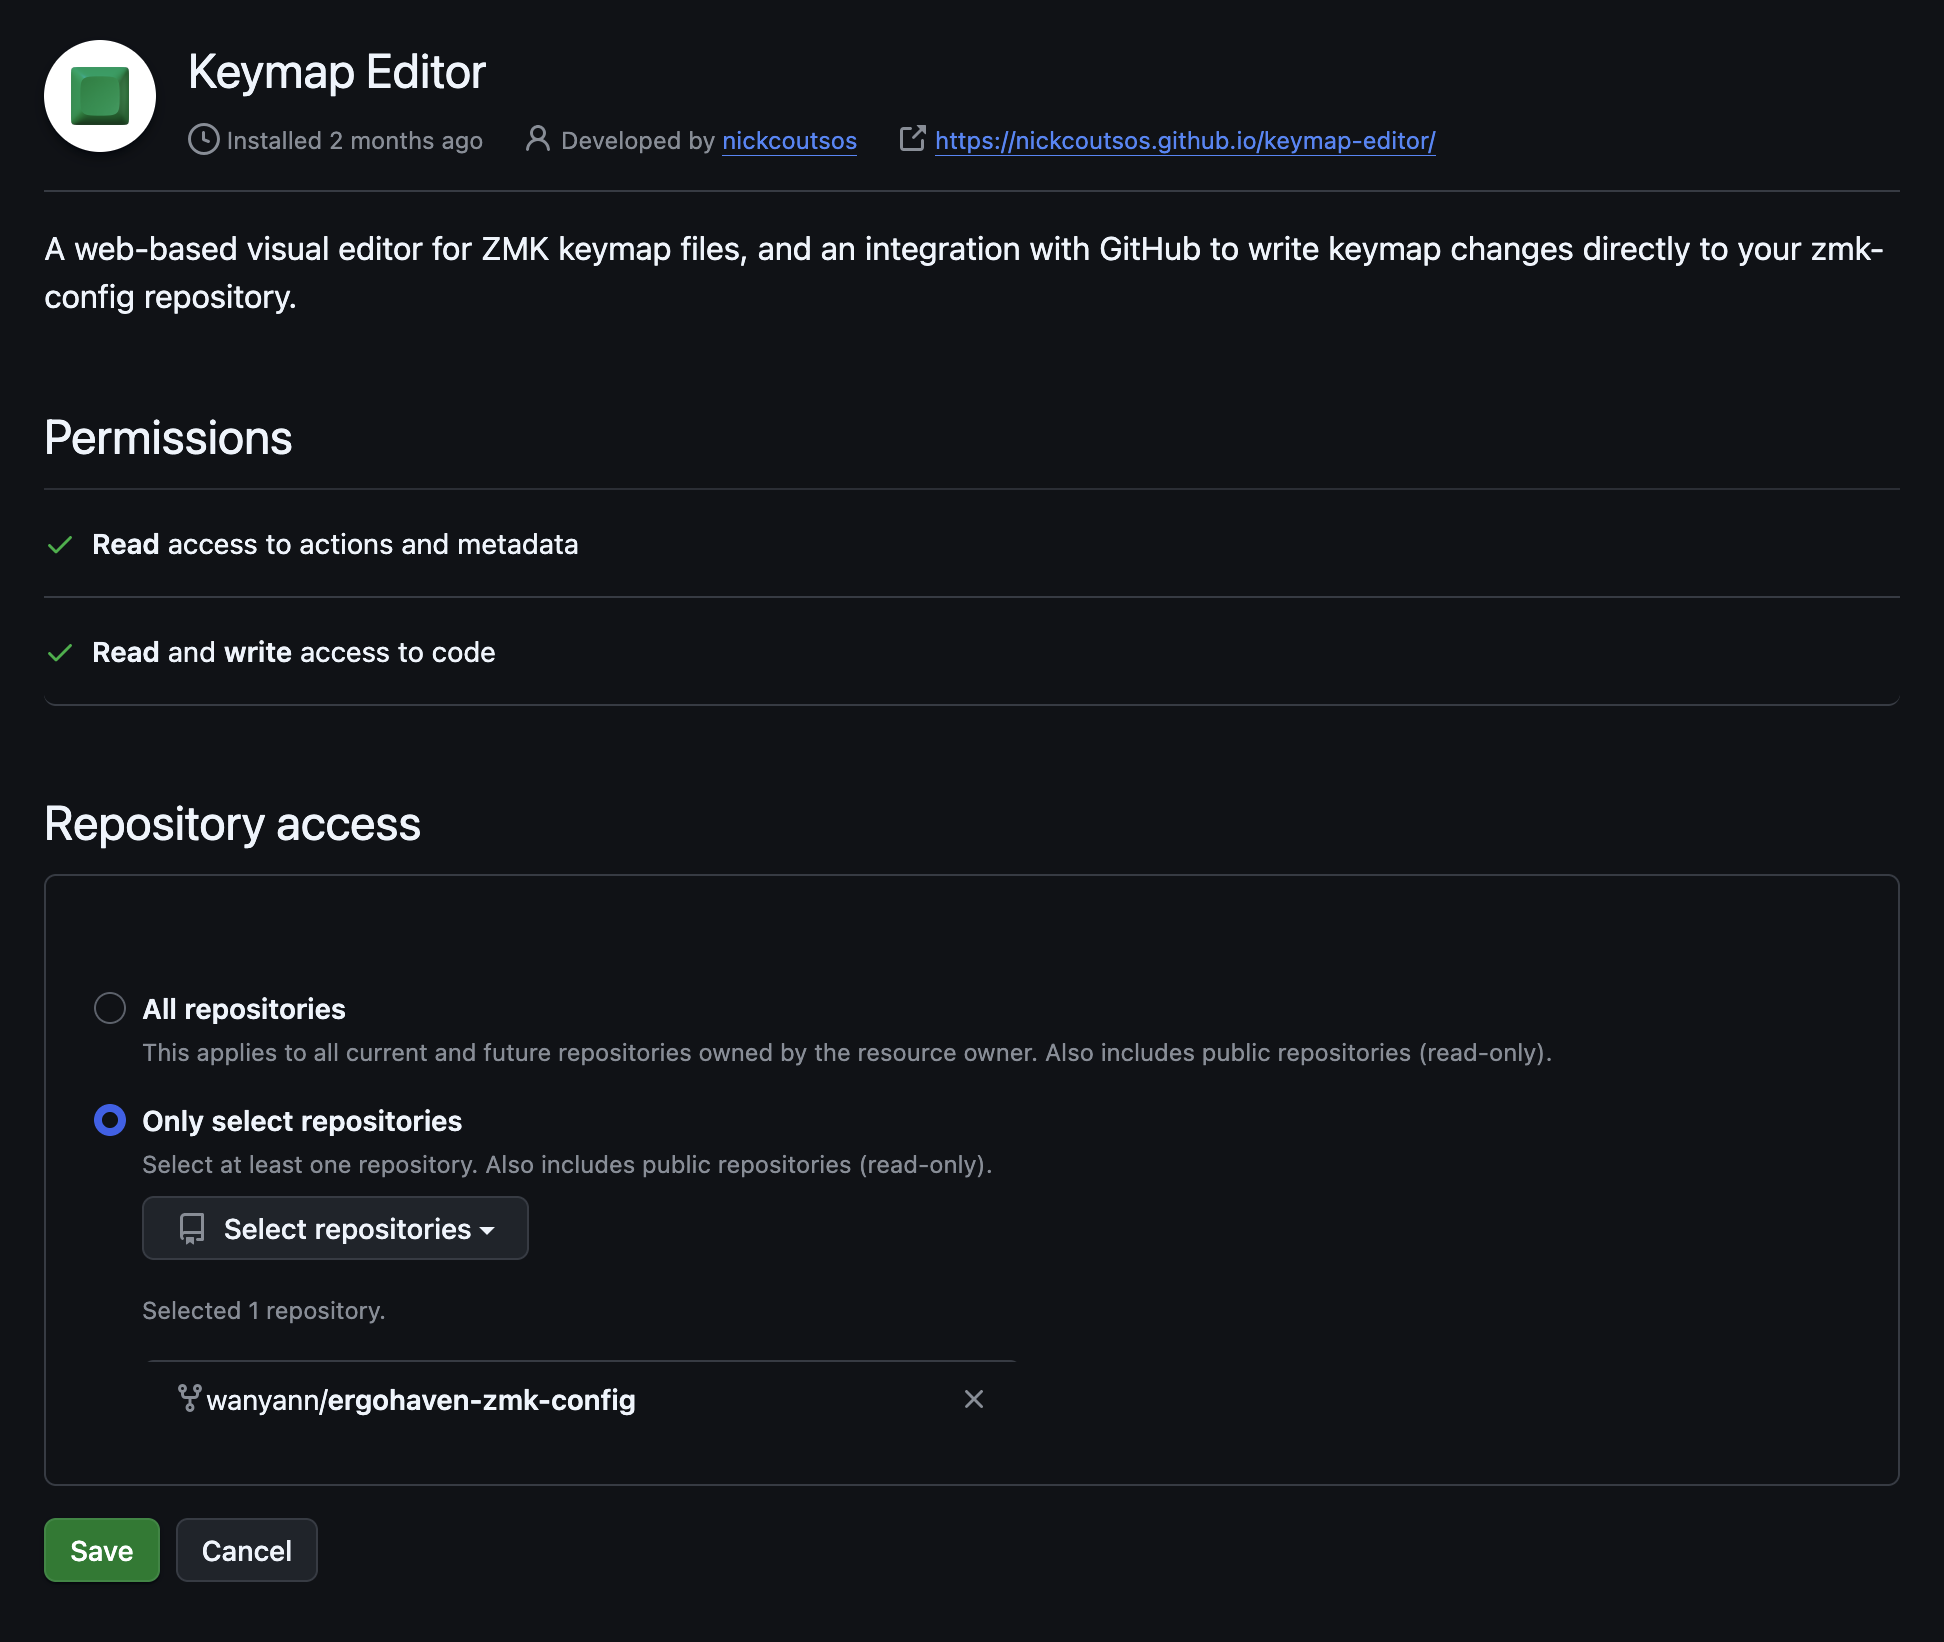 Keymap Editor
Installed 2 months ago Developed by nickcoutsos https://nickcoutsos.github.io/keymap-editor/
A web-based visual editor for ZMK keymap files, and an integration with GitHub to write keymap changes directly to your zmk-
config repository.
Permissions
Read access to actions and metadata
Read and write access to code
Repository access
All repositories
This applies to all current and future repositories owned by the resource owner. Also includes public repositories (read-only).
Only select repositories
Select at least one repository. Also includes public repositories (read-only).
Select repositories
Selected 1 repository.
wanyann/ergohaven-zmk-config
Save Cancel